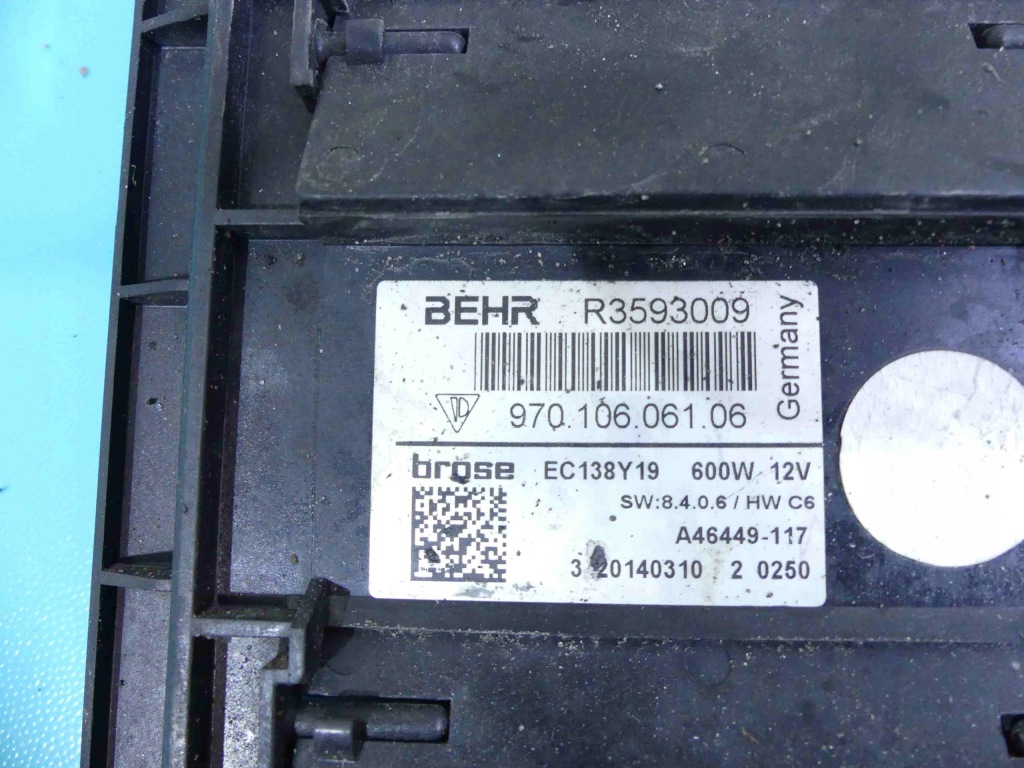 BEHR R3593009
Germany
970.106.061.06
brose EC138Y19 600W 12V
SW:8.4.0.6 / HW C6
A46449-117
3 20140310 2 0250